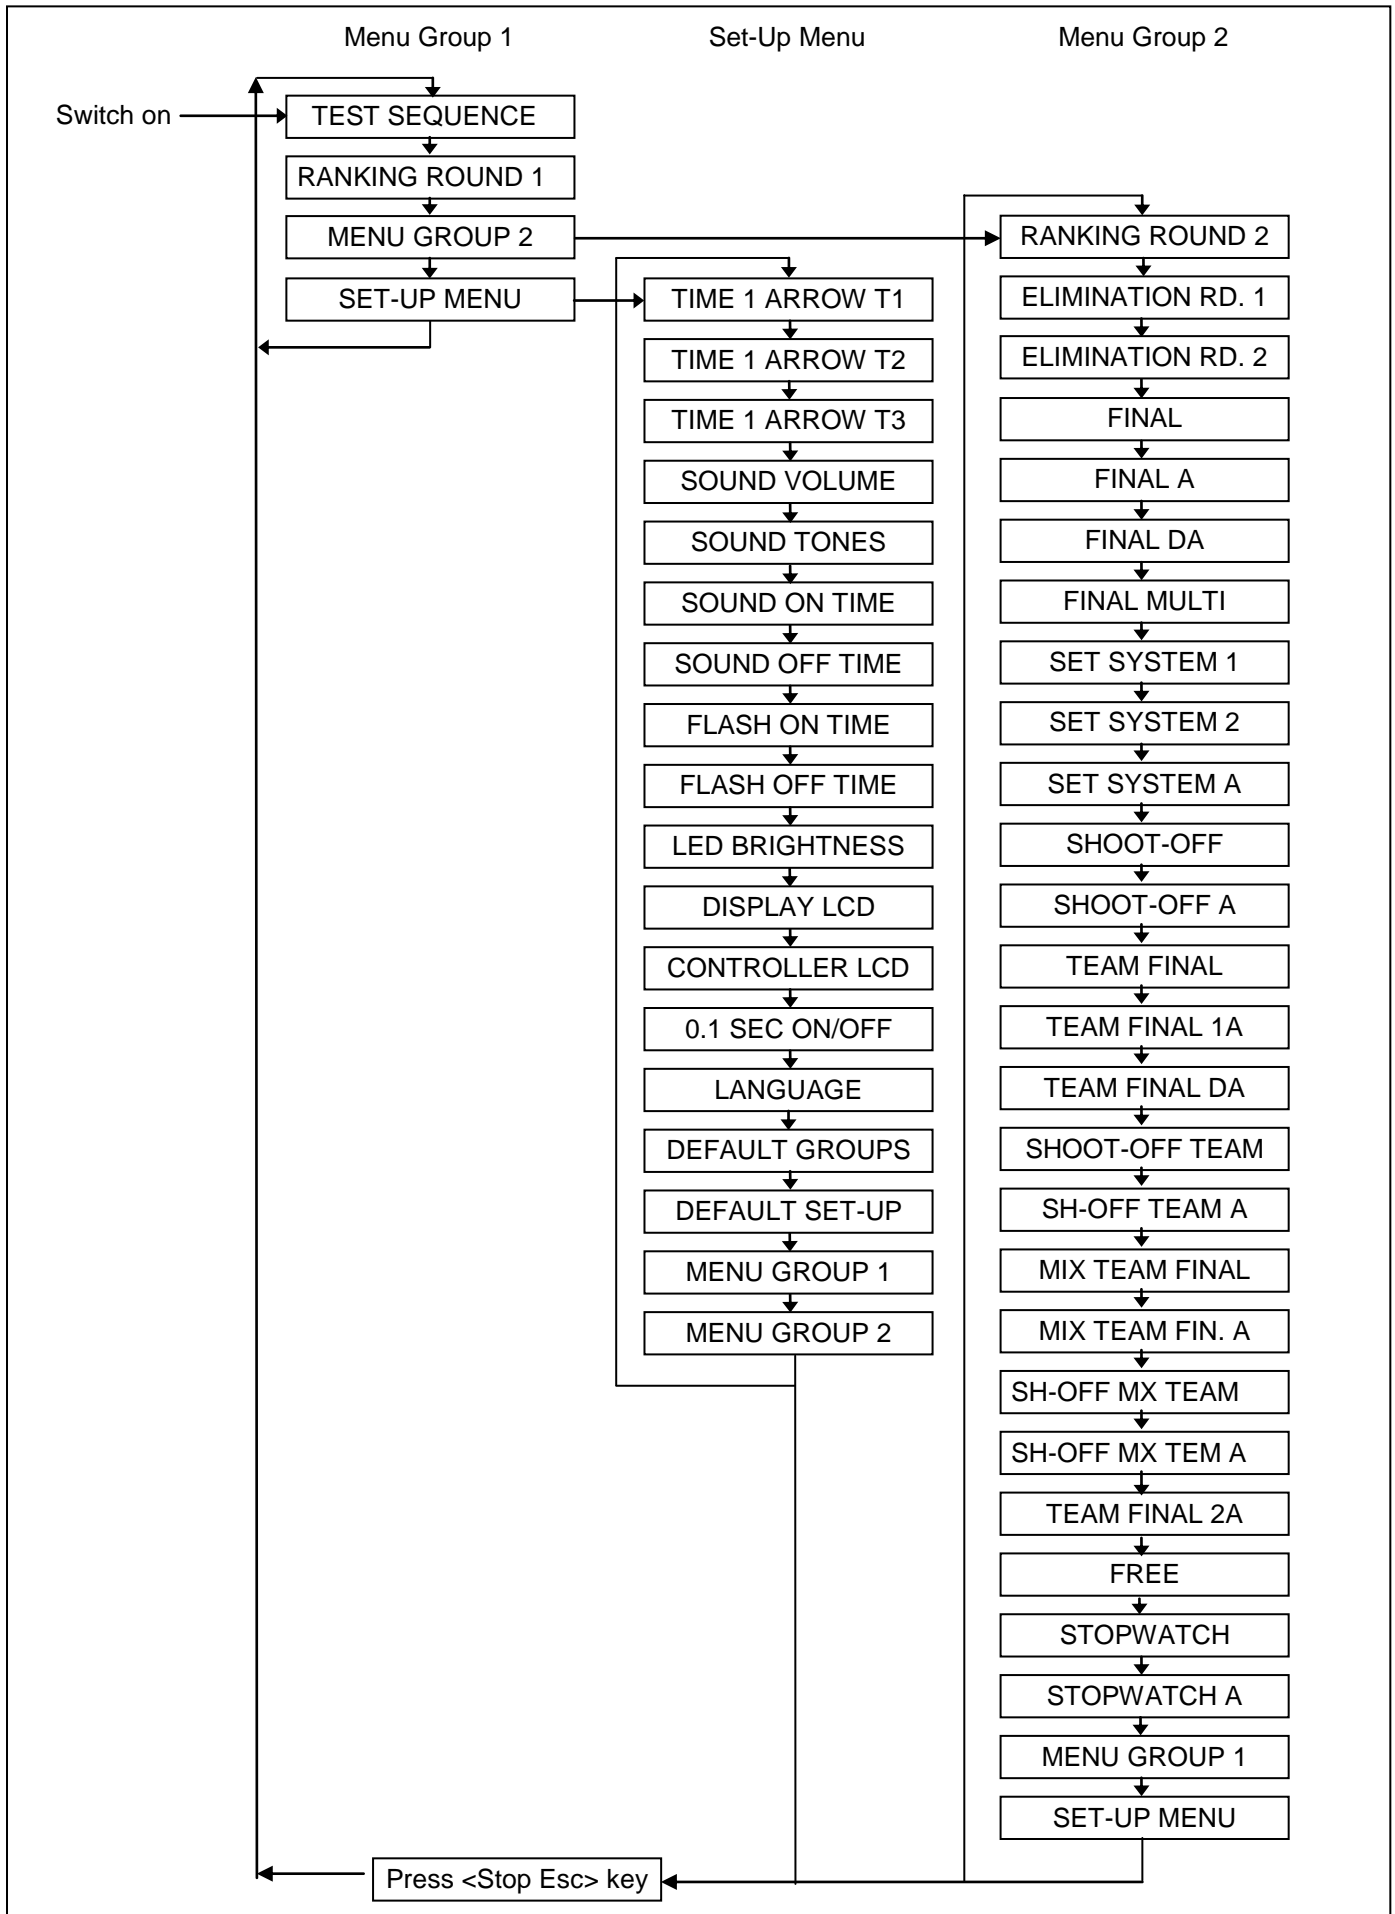 Menu Group 1
Set-Up Menu
Menu Group 2
Switch on
TEST SEQUENCE
RANKING ROUND 1
MENU GROUP 2
SET-UP MENU
TIME 1 ARROW T1
TIME 1 ARROW T2
TIME 1 ARROW T3
SOUND VOLUME
SOUND TONES
SOUND ON TIME
SOUND OFF TIME
FLASH ON TIME
FLASH OFF TIME
LED BRIGHTNESS
DISPLAY LCD
CONTROLLER LCD
0.1 SEC ON/OFF
LANGUAGE
DEFAULT GROUPS
DEFAULT SET-UP
MENU GROUP 1
MENU GROUP 2
RANKING ROUND 2
ELIMINATION RD. 1
ELIMINATION RD. 2
FINAL
FINAL A
FINAL DA
FINAL MULTI
SET SYSTEM 1
SET SYSTEM 2
SET SYSTEM A
SHOOT-OFF
SHOOT-OFF A
TEAM FINAL
TEAM FINAL 1A
TEAM FINAL DA
SHOOT-OFF TEAM
SH-OFF TEAM A
MIX TEAM FINAL
MIX TEAM FIN. A
SH-OFF MX TEAM
SH-OFF MX TEM A
TEAM FINAL 2A
FREE
STOPWATCH
STOPWATCH A
MENU GROUP 1
SET-UP MENU
Press <Stop Esc> key